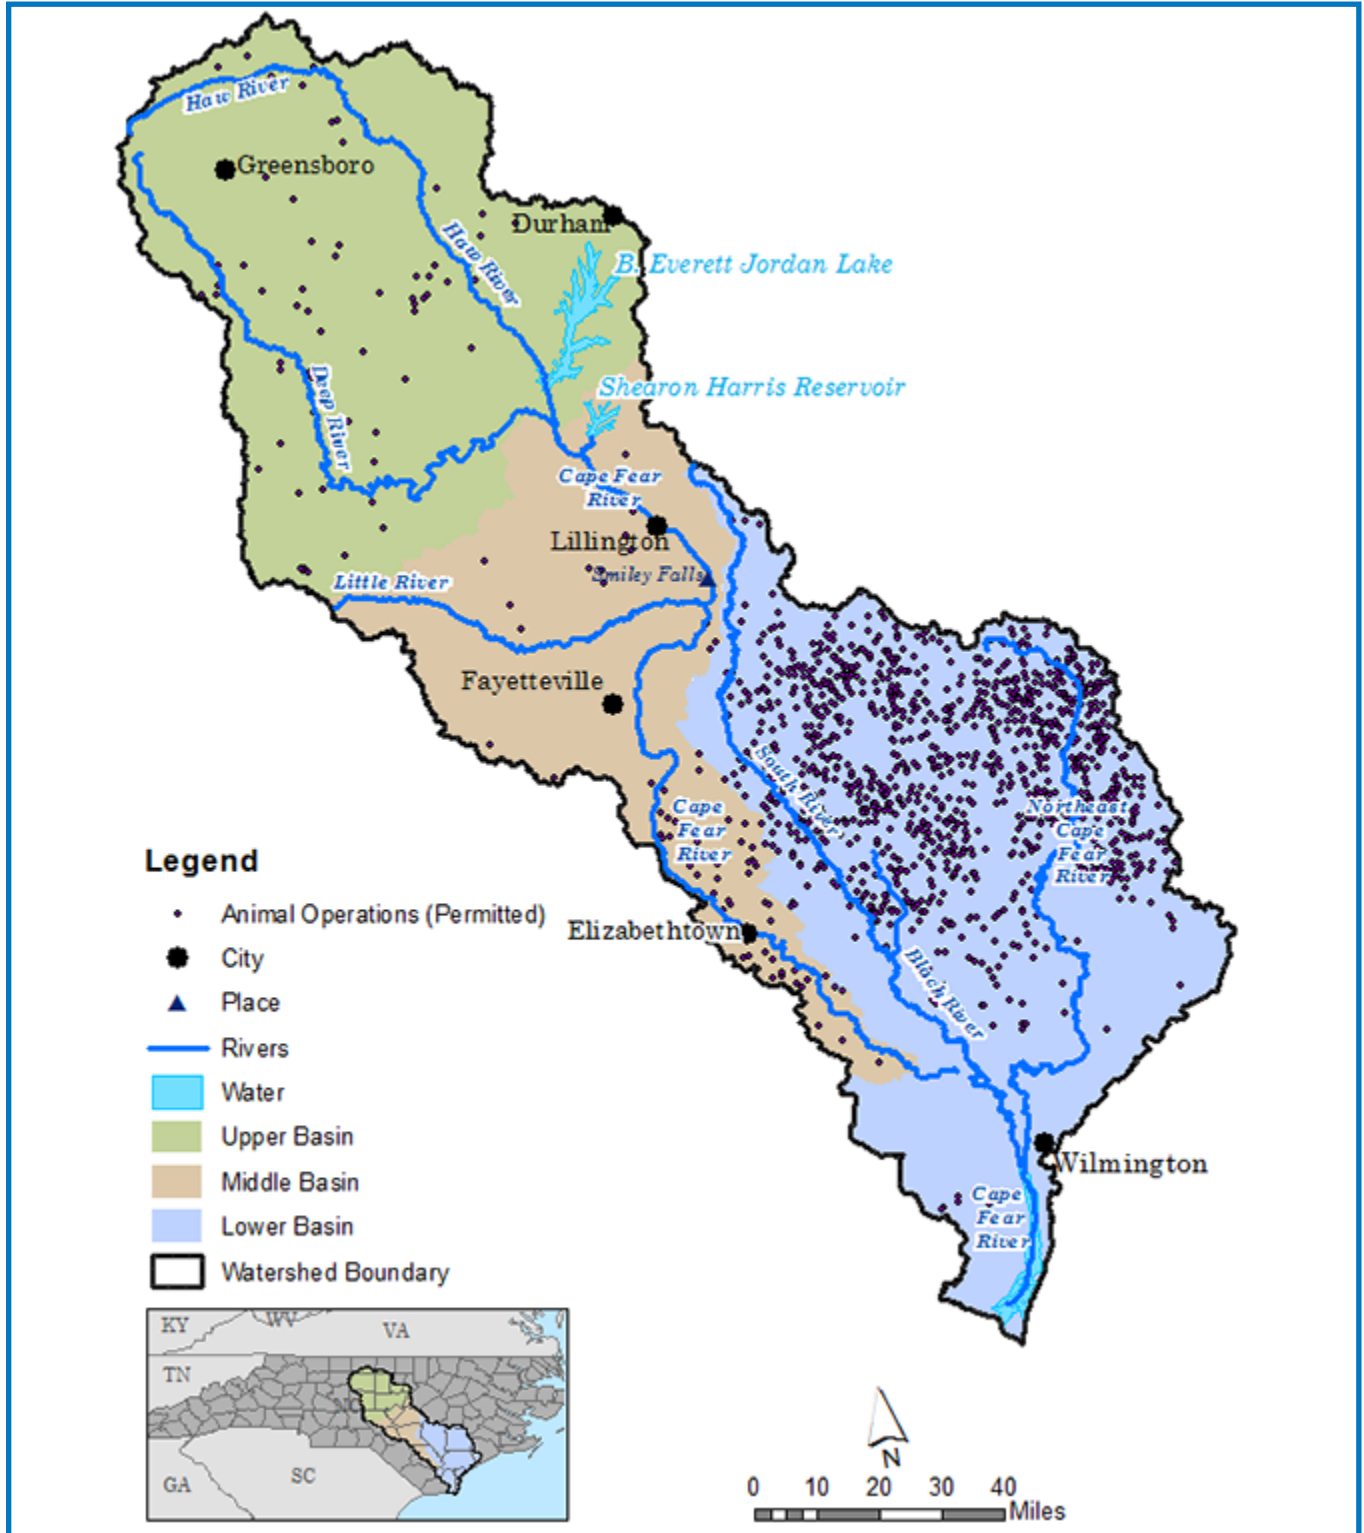 Haw River
Greensboro
Durham
Haw River
B. Everett Jordan Lake
Shearon Harris Reservoir
Deep River
Cape Fear
River
Lillington
Smiley Falls
Little River
Fayetteville
South River
Northeast
Cape
Fear
River
Cape
Fear
River
Elizabethtown
Black River
Wilmington
Cape
Fear
River
Legend
Animal Operations (Permitted)
City
Place
Rivers
Water
Upper Basin
Middle Basin
Lower Basin
Watershed Boundary
KY
WV
VA
TN
GA
SC
N
0 10 20 30 40
Miles